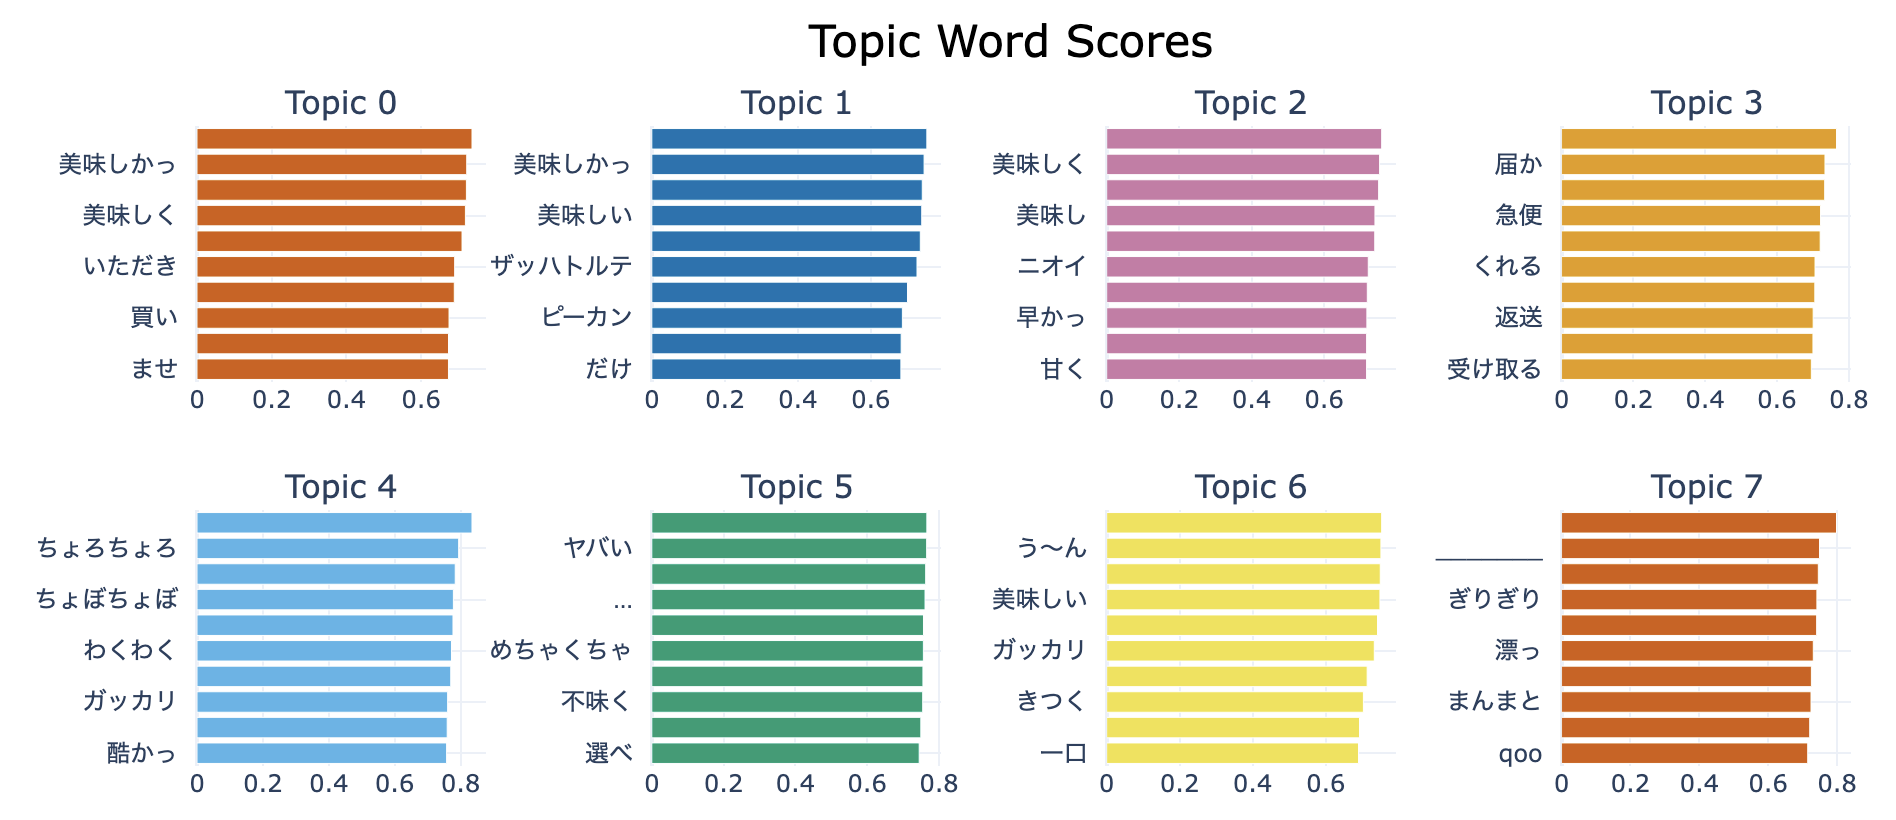 Topic Word Scores
Topic 0
美味しかっ
美味しく
いただき
買い
ませ
0 0.2 0.4 0.6
Topic 1
美味しかっ
美味しい
ザッハトルテ
ピーカン
だけ
0 0.2 0.4 0.6
Topic 2
美味しく
美味し
ニオイ
早かっ
甘く
0 0.2 0.4 0.6
Topic 3
届か
急便
くれる
返送
受け取る
0 0.2 0.4 0.6 0.8
Topic 4
ちょろちょろ
ちょぼちょぼ
わくわく
ガッカリ
酷かっ
0 0.2 0.4 0.6 0.8
Topic 5
ヤバい
...
めちゃくちゃ
不味く
選べ
0 0.2 0.4 0.6 0.8
Topic 6
う〜ん
美味しい
ガッカリ
きつく
一口
0 0.2 0.4 0.6
Topic 7
_________
ぎりぎり
漂っ
まんまと
qoo
0 0.2 0.4 0.6 0.8